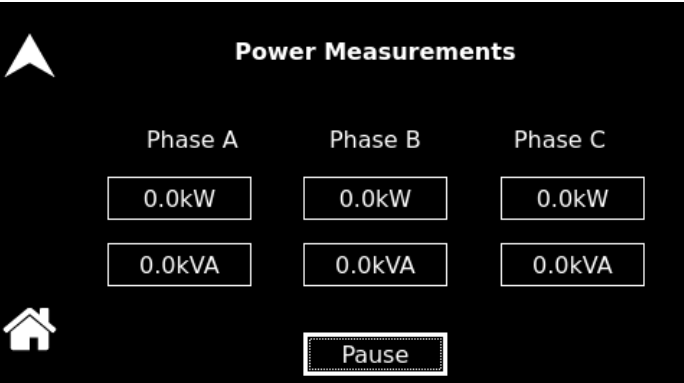 Power Measurements
Phase A Phase B Phase C
0.0kW 0.0kW 0.0kW
0.0kVA 0.0kVA 0.0kVA
Pause